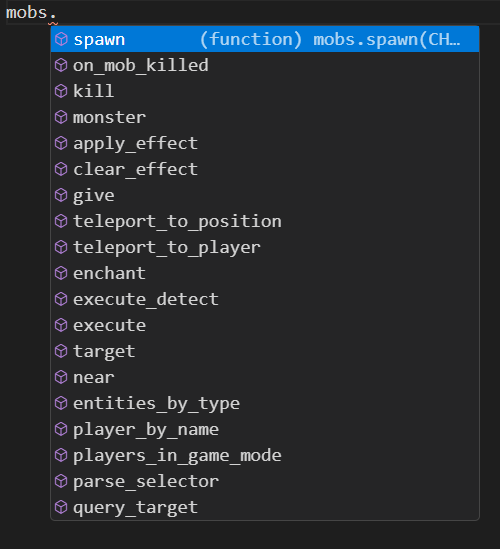 mobs.
spawn (function) mobs.spawn(CH…
on_mob_killed
kill
monster
apply_effect
clear_effect
give
teleport_to_position
teleport_to_player
enchant
execute_detect
execute
target
near
entities_by_type
player_by_name
players_in_game_mode
parse_selector
query_target